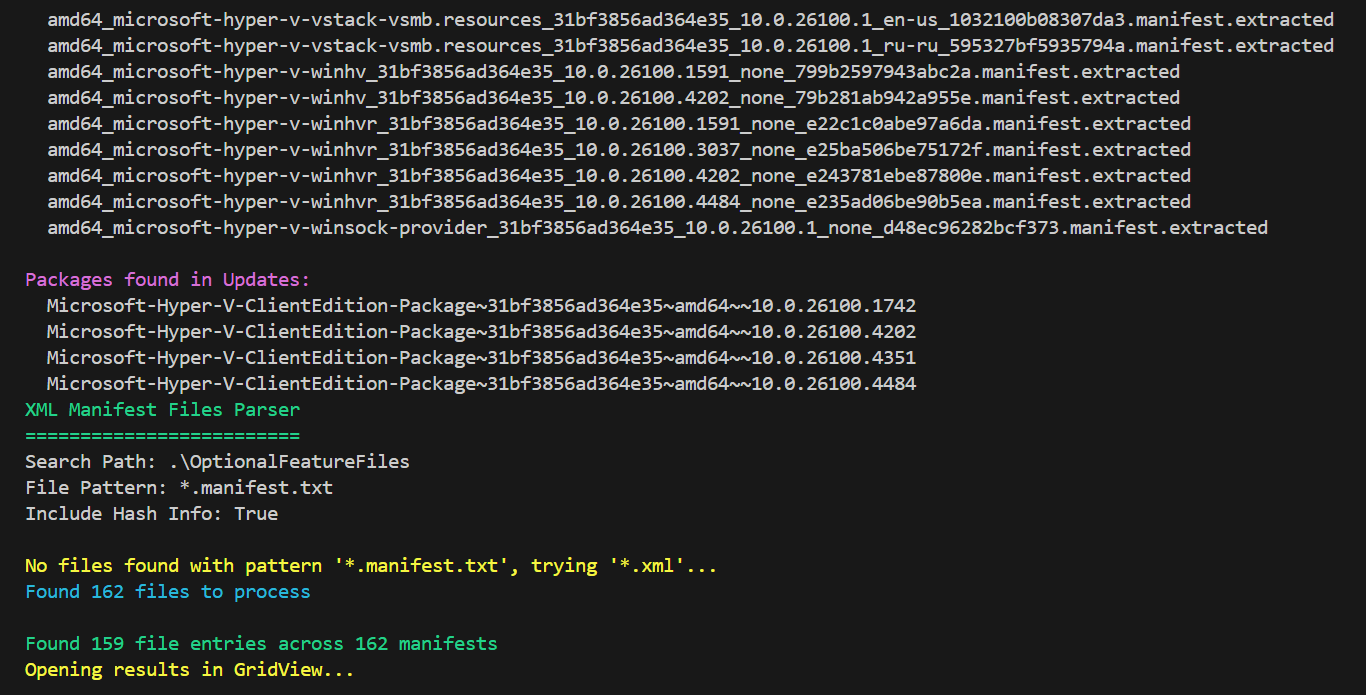 amd64_microsoft-hyper-v-vstack-vsmb.resources_31bf3856ad364e35_10.0.26100.1_en-us_1032100b08307da3.manifest.extracted
amd64_microsoft-hyper-v-vstack-vsmb.resources_31bf3856ad364e35_10.0.26100.1_ru-ru_595327bf5935794a.manifest.extracted
amd64_microsoft-hyper-v-winhv_31bf3856ad364e35_10.0.26100.1591_none_799b2597943abc2a.manifest.extracted
amd64_microsoft-hyper-v-winhv_31bf3856ad364e35_10.0.26100.4202_none_79b281ab942a955e.manifest.extracted
amd64_microsoft-hyper-v-winhvr_31bf3856ad364e35_10.0.26100.1591_none_e22c1c0abe97a6da.manifest.extracted
amd64_microsoft-hyper-v-winhvr_31bf3856ad364e35_10.0.26100.3037_none_e25ba506be75172f.manifest.extracted
amd64_microsoft-hyper-v-winhvr_31bf3856ad364e35_10.0.26100.4202_none_e243781ebe87800e.manifest.extracted
amd64_microsoft-hyper-v-winhvr_31bf3856ad364e35_10.0.26100.4484_none_e235ad06be90b5ea.manifest.extracted
amd64_microsoft-hyper-v-winsock-provider_31bf3856ad364e35_10.0.26100.1_none_d48ec96282bcf373.manifest.extracted
Packages found in Updates:
Microsoft-Hyper-V-ClientEdition-Package~31bf3856ad364e35~amd64~~10.0.26100.1742
Microsoft-Hyper-V-ClientEdition-Package~31bf3856ad364e35~amd64~~10.0.26100.4202
Microsoft-Hyper-V-ClientEdition-Package~31bf3856ad364e35~amd64~~10.0.26100.4351
Microsoft-Hyper-V-ClientEdition-Package~31bf3856ad364e35~amd64~~10.0.26100.4484
XML Manifest Files Parser
=========================
Search Path: .\OptionalFeatureFiles
File Pattern: *.manifest.txt
Include Hash Info: True
No files found with pattern '*.manifest.txt', trying '*.xml'...
Found 162 files to process
Found 159 file entries across 162 manifests
Opening results in GridView...